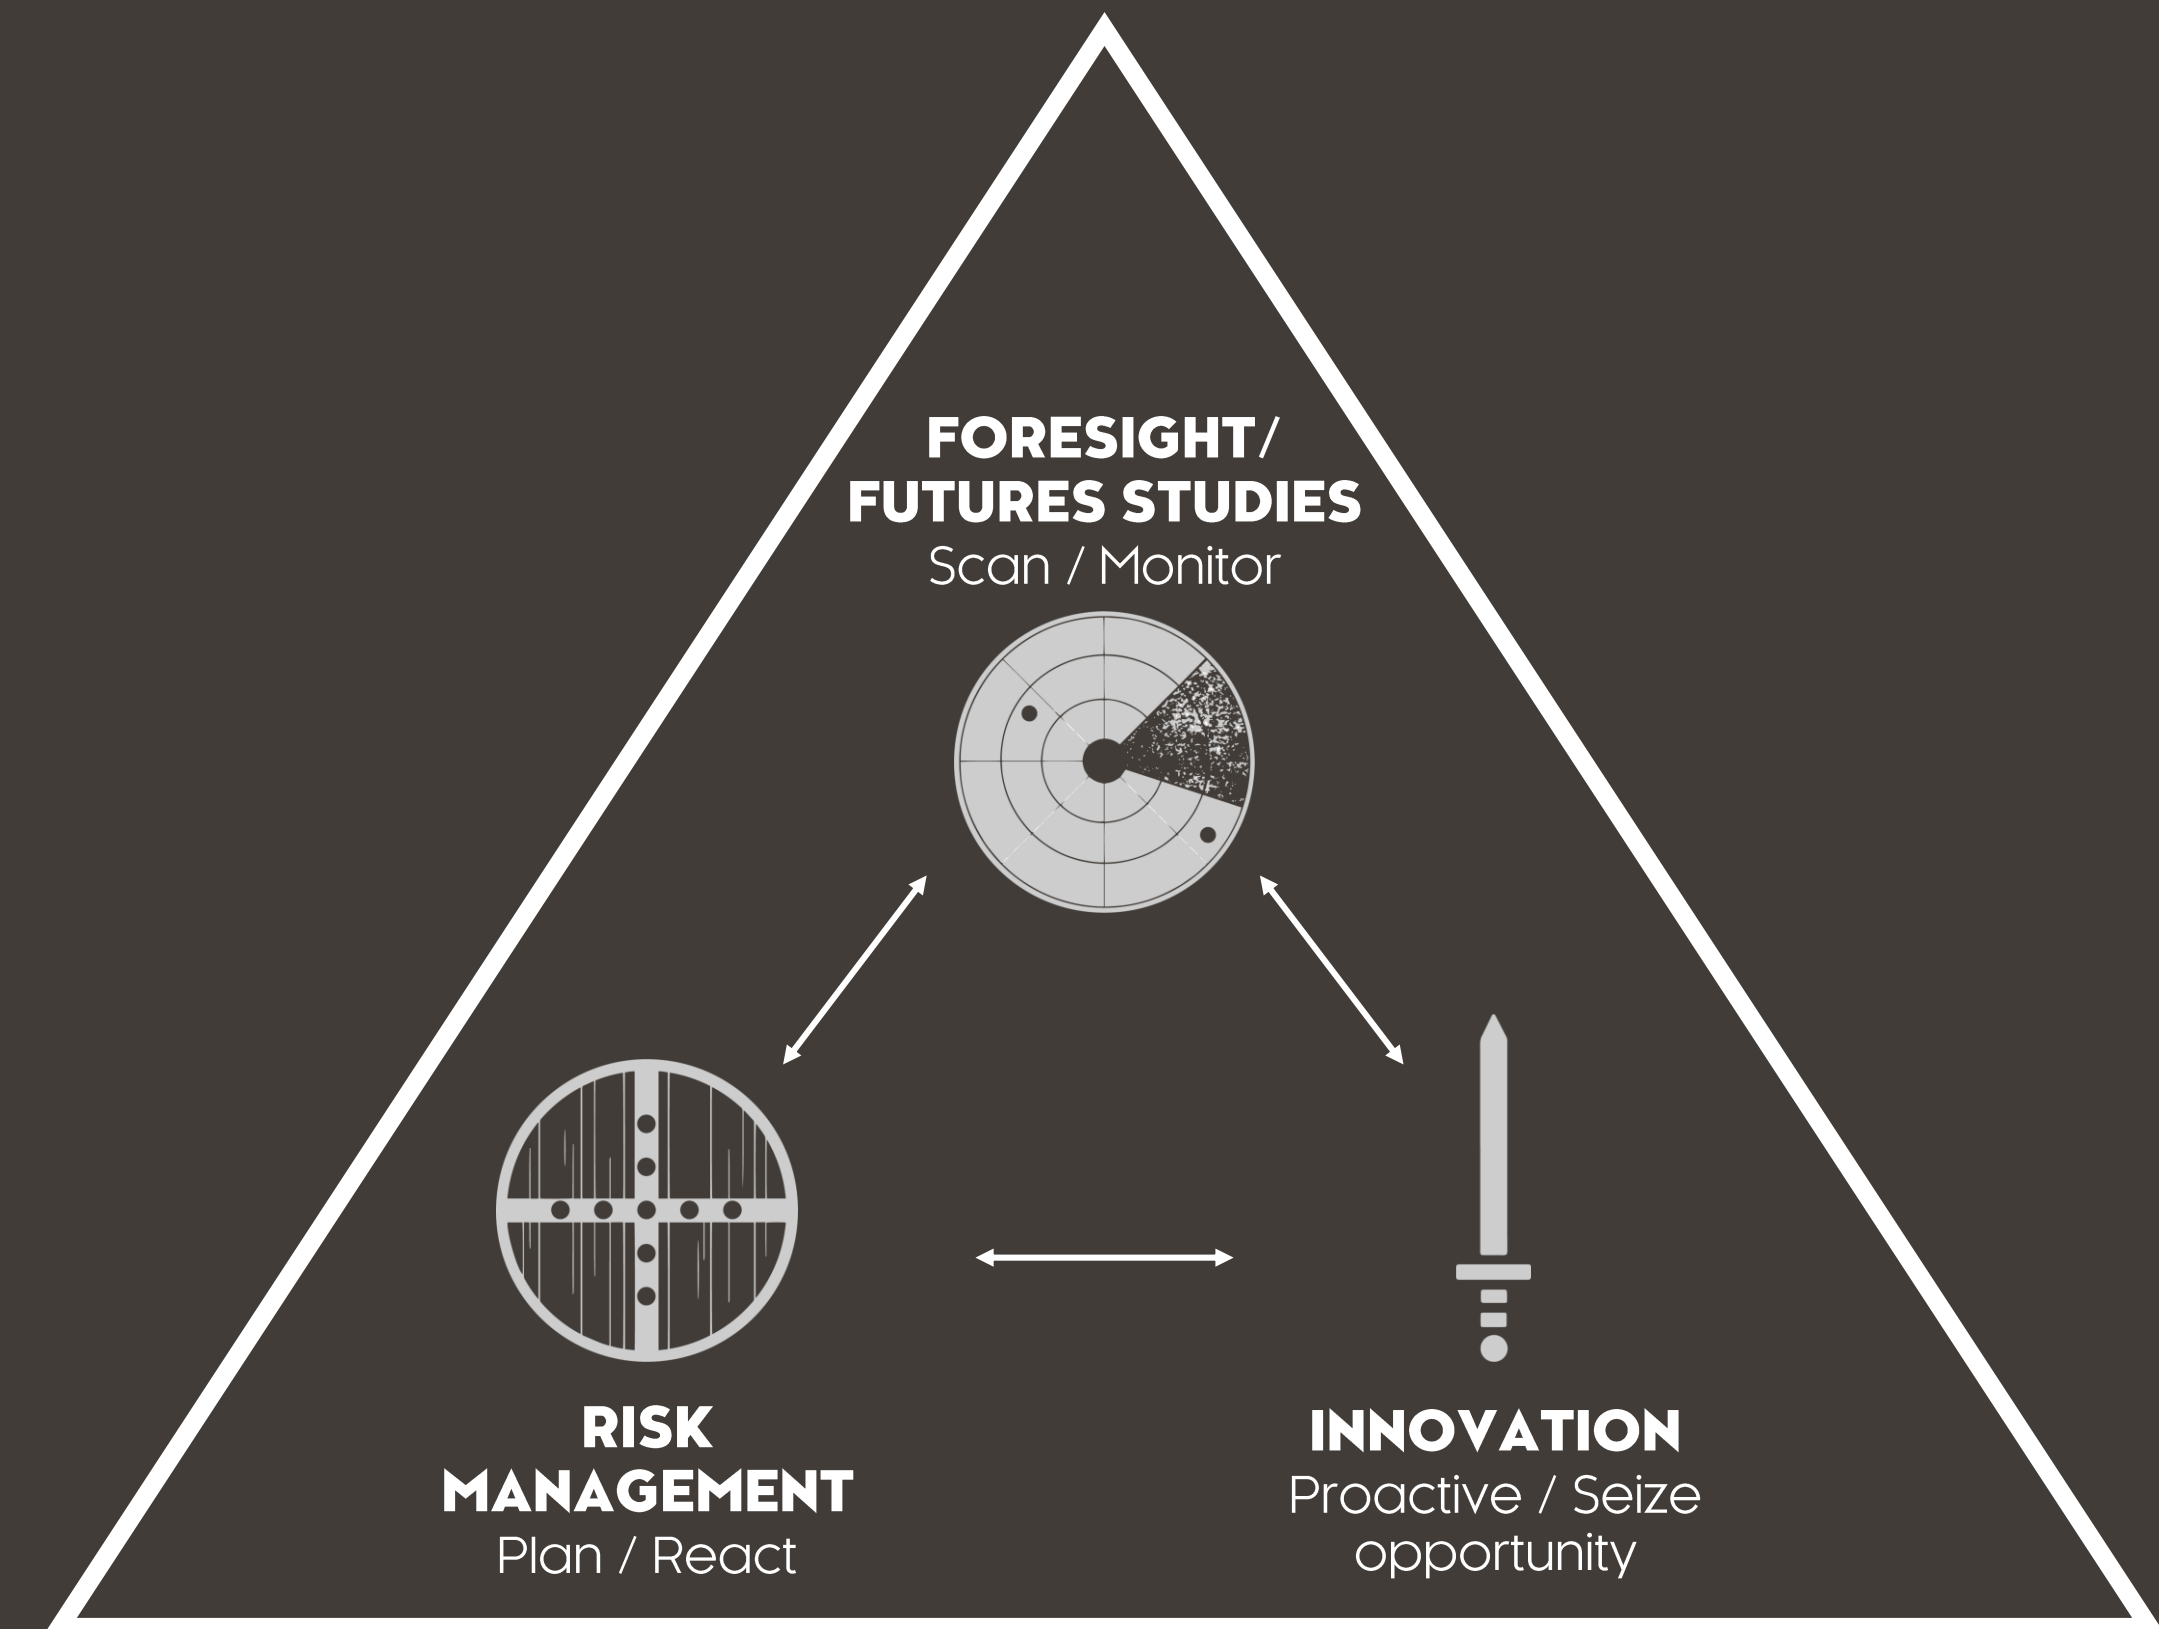 FORESIGHT/
FUTURES STUDIES
Scan / Monitor
RISK
MANAGEMENT
Plan / React
INNOVATION
Proactive / Seize
opportunity